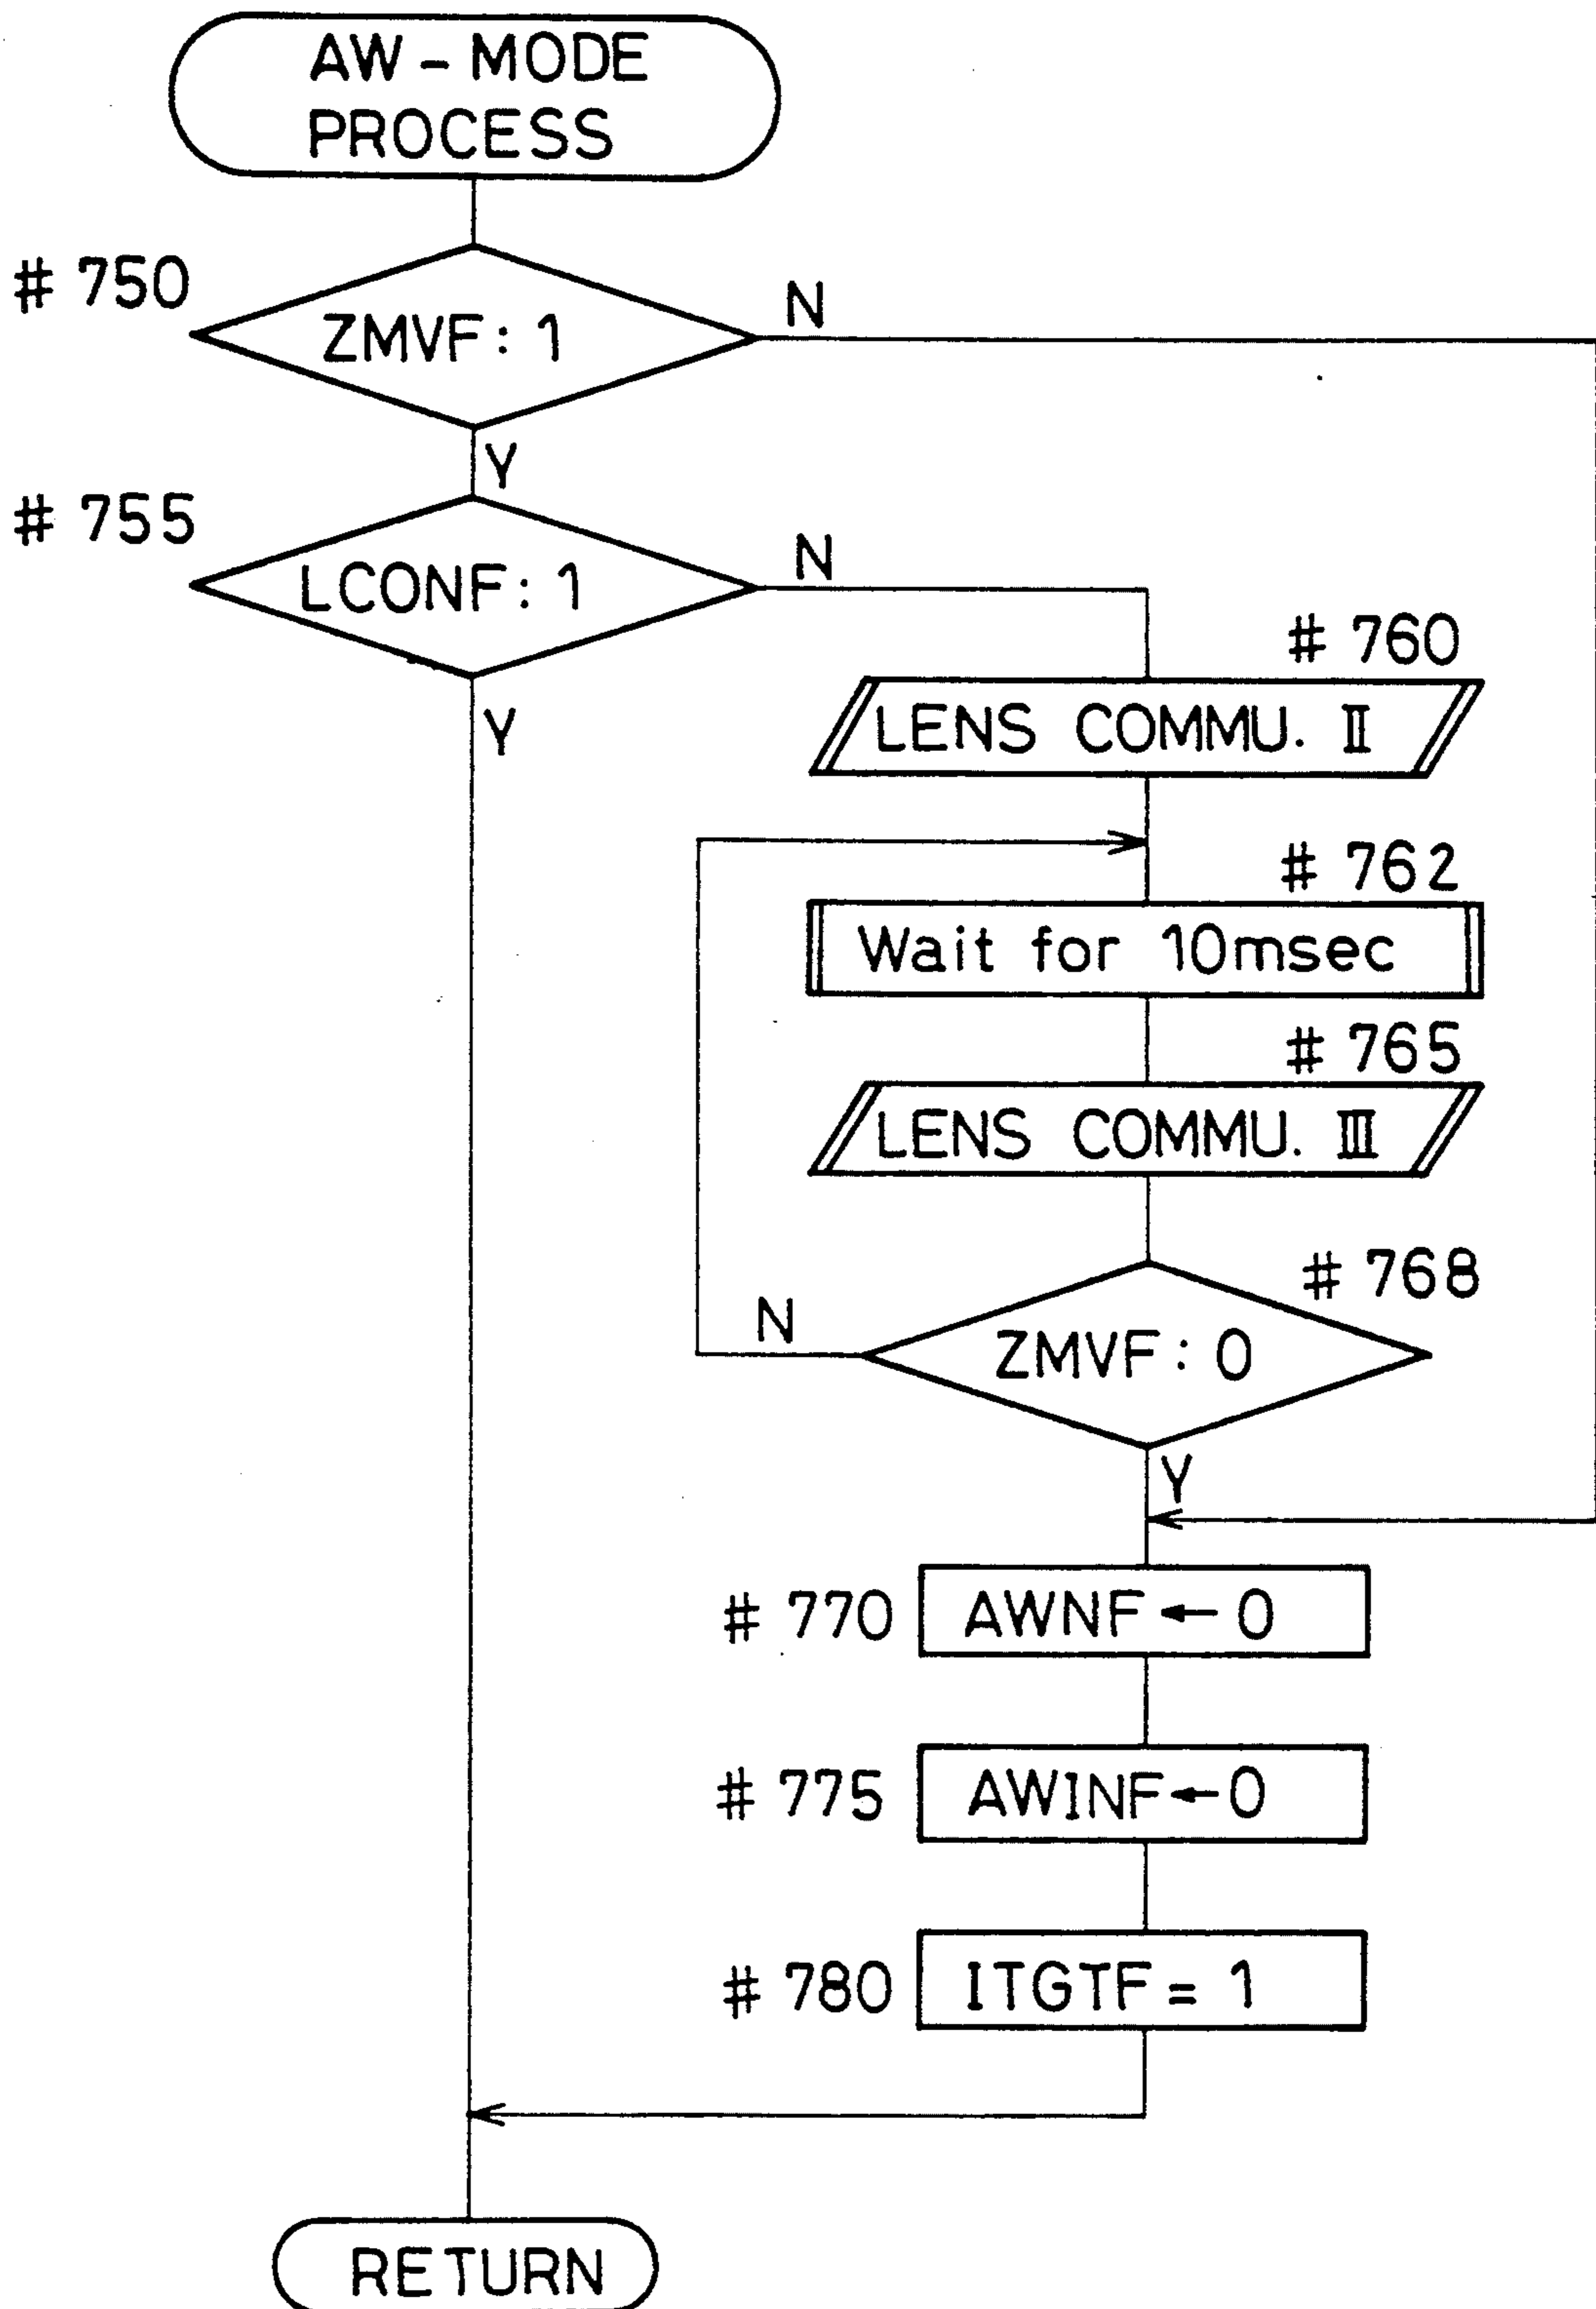 AW-MODE
PROCESS
# 750
ZMVF: 1
N
Y
# 755
LCONF: 1
N
Y
# 760
LENS COMMU. II
# 762
Wait for 10msec
# 765
LENS COMMU. III
# 768
ZMVF: 0
N
Y
# 770
AWNF ← 0
# 775
AWINF ← 0
# 780
ITGTF = 1
RETURN